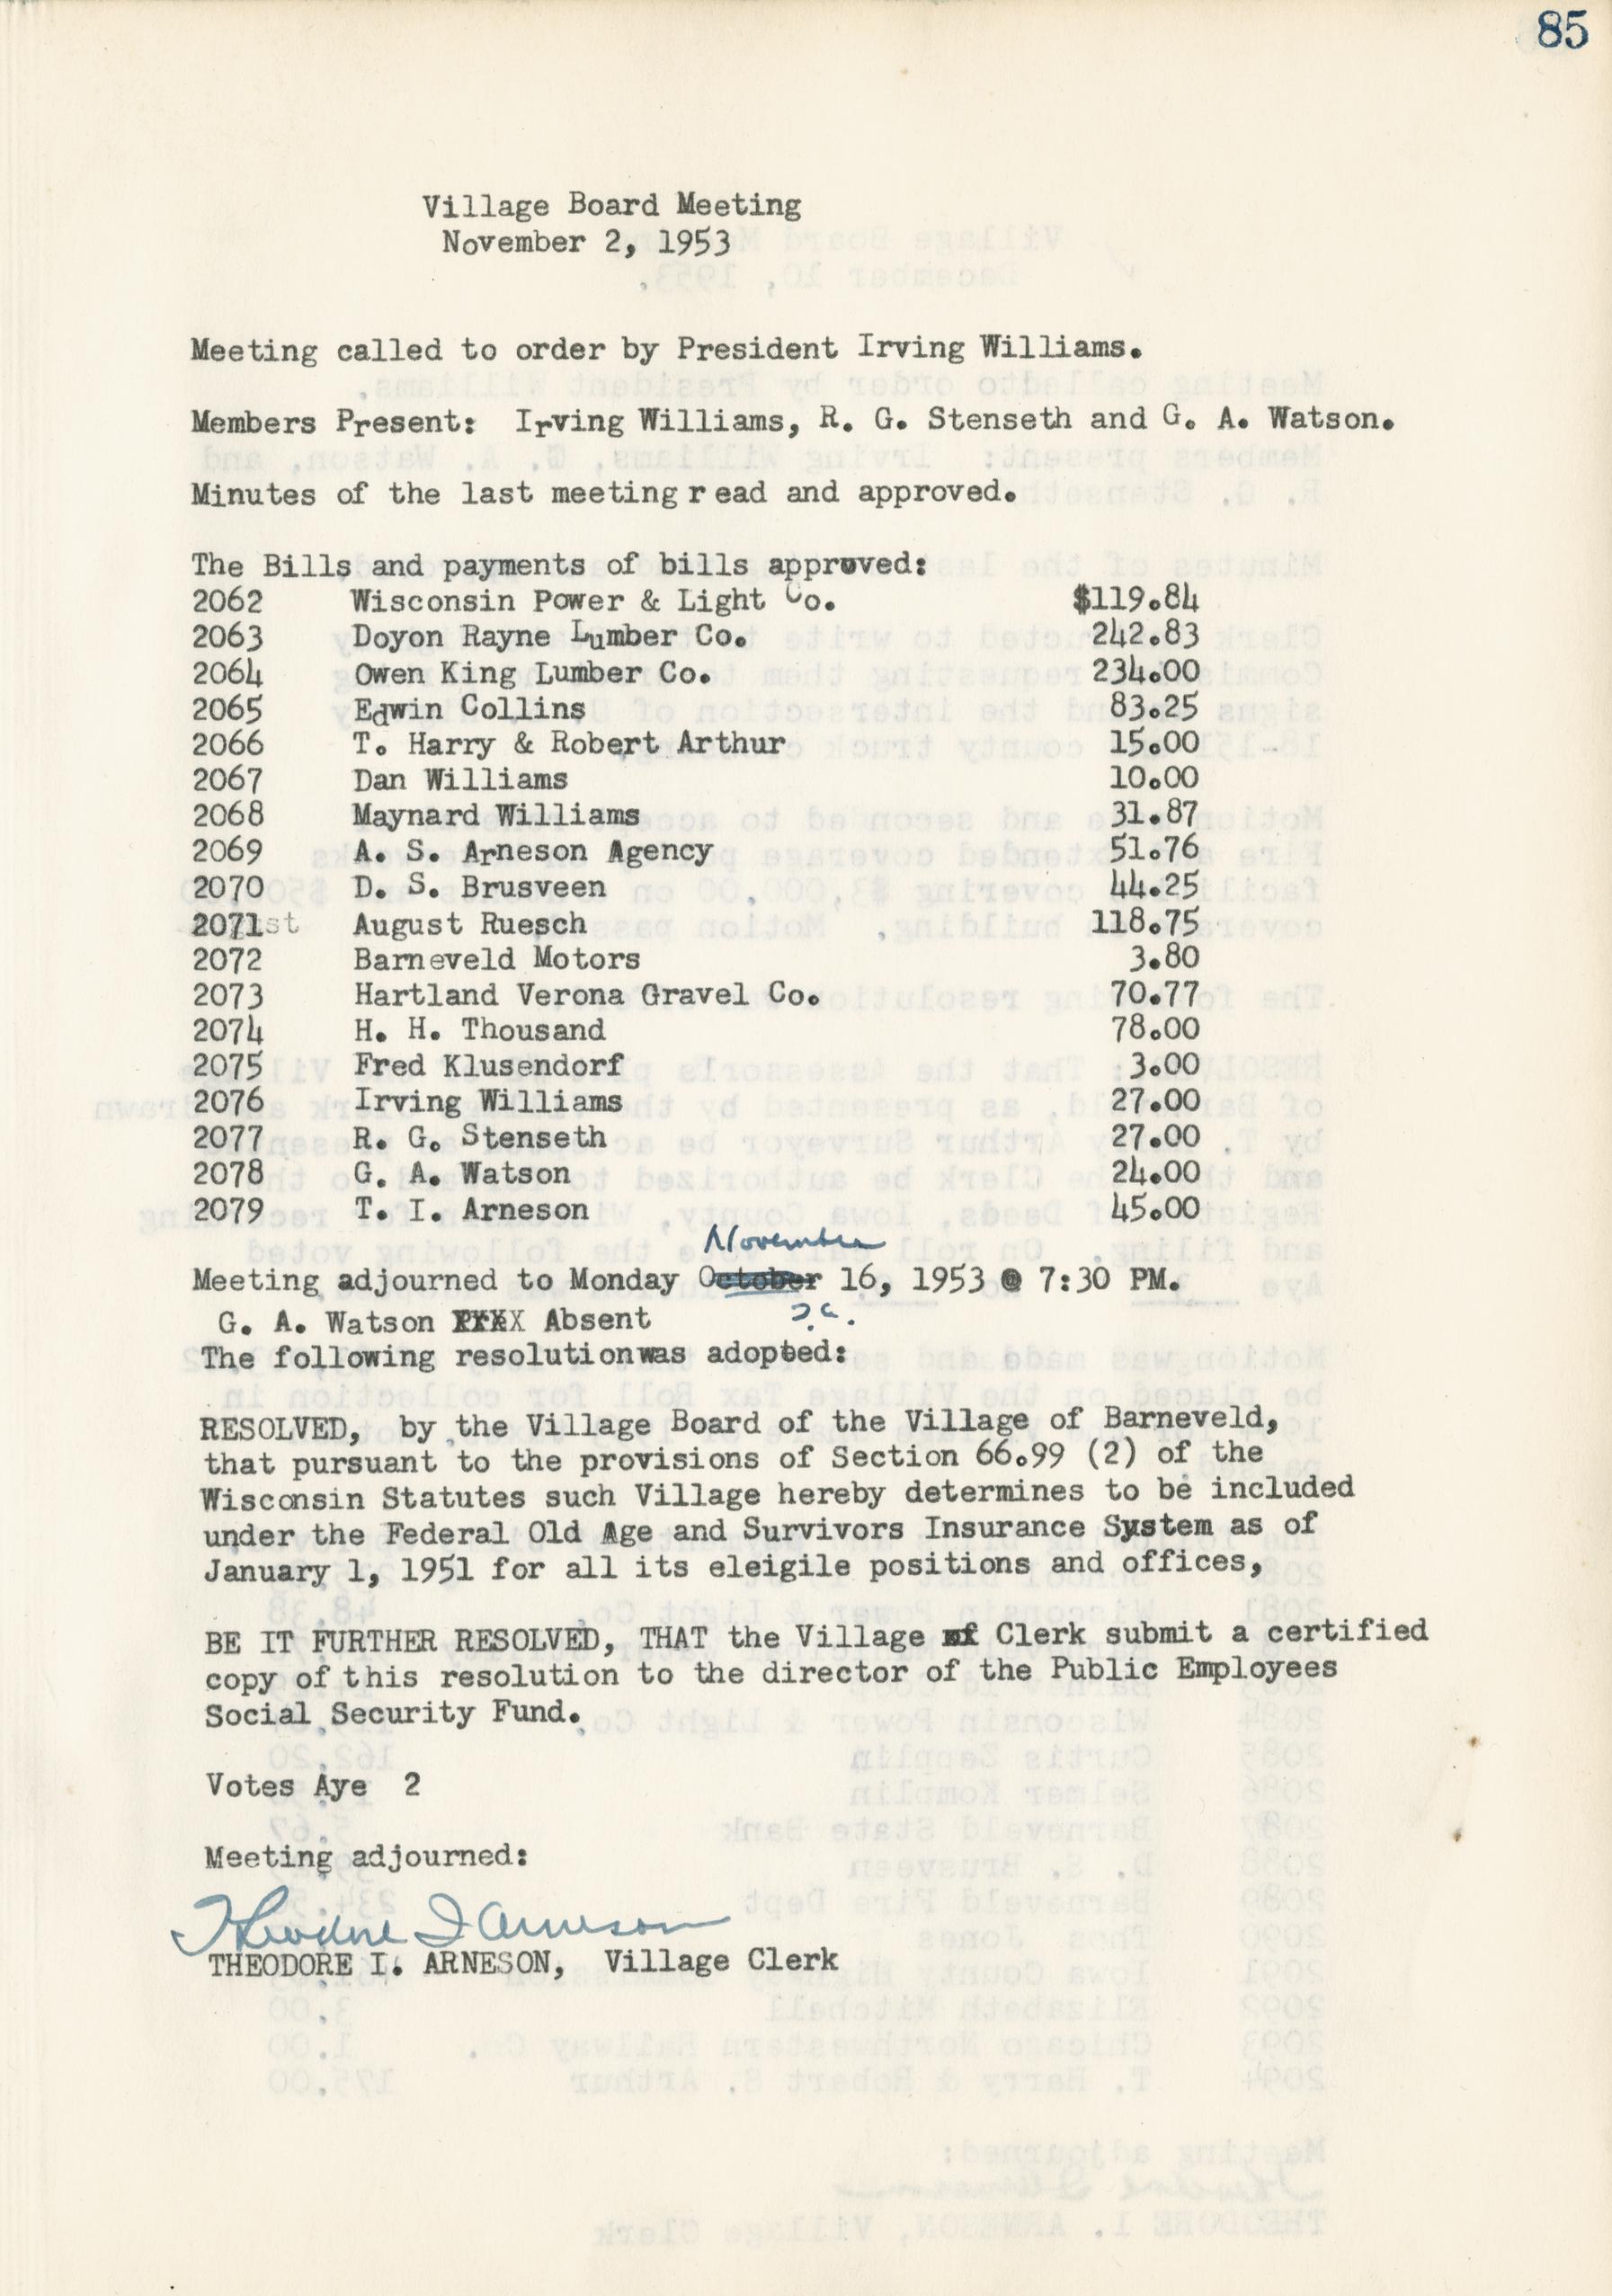 85
Village Board Meeting
November 2, 1953
Meeting called to order by President Irving Williams.
Members Present: Irving Williams, R. G. Stenseth and G. A. Watson.
Minutes of the last meeting read and approved.
The Bills and payments of bills approved:
2062 Wisconsin Power & Light Co. $119.84
2063 Doyon Rayne Lumber Co. 242.83
2064 Owen King Lumber Co. 234.00
2065 Edwin Collins 83.25
2066 T. Harry & Robert Arthur 15.00
2067 Dan Williams 10.00
2068 Maynard Williams 31.87
2069 A. S. Arneson Agency 51.76
2070 D. S. Brusveen 44.25
2071st August Ruesch 118.75
2072 Barneveld Motors 3.80
2073 Hartland Verona Gravel Co. 70.77
2074 H. H. Thousand 78.00
2075 Fred Klusendorf 3.00
2076 Irving Williams 27.00
2077 R. G. Stenseth 27.00
2078 G. A. Watson 24.00
2079 T. I. Arneson 45.00
November
Meeting adjourned to Monday October 16, 1953 @ 7:30 PM.
G. A. Watson Absent
The following resolution was adopted:
RESOLVED, by the Village Board of the Village of Barneveld,
that pursuant to the provisions of Section 66.99 (2) of the
Wisconsin Statutes such Village hereby determines to be included
under the Federal Old Age and Survivors Insurance System as of
January 1, 1951 for all its eleigile positions and offices,
BE IT FURTHER RESOLVED, THAT the Village Clerk submit a certified
copy of this resolution to the director of the Public Employees
Social Security Fund.
Votes Aye 2
Meeting adjourned:
Theodore I Arneson
THEODORE I. ARNESON, Village Clerk